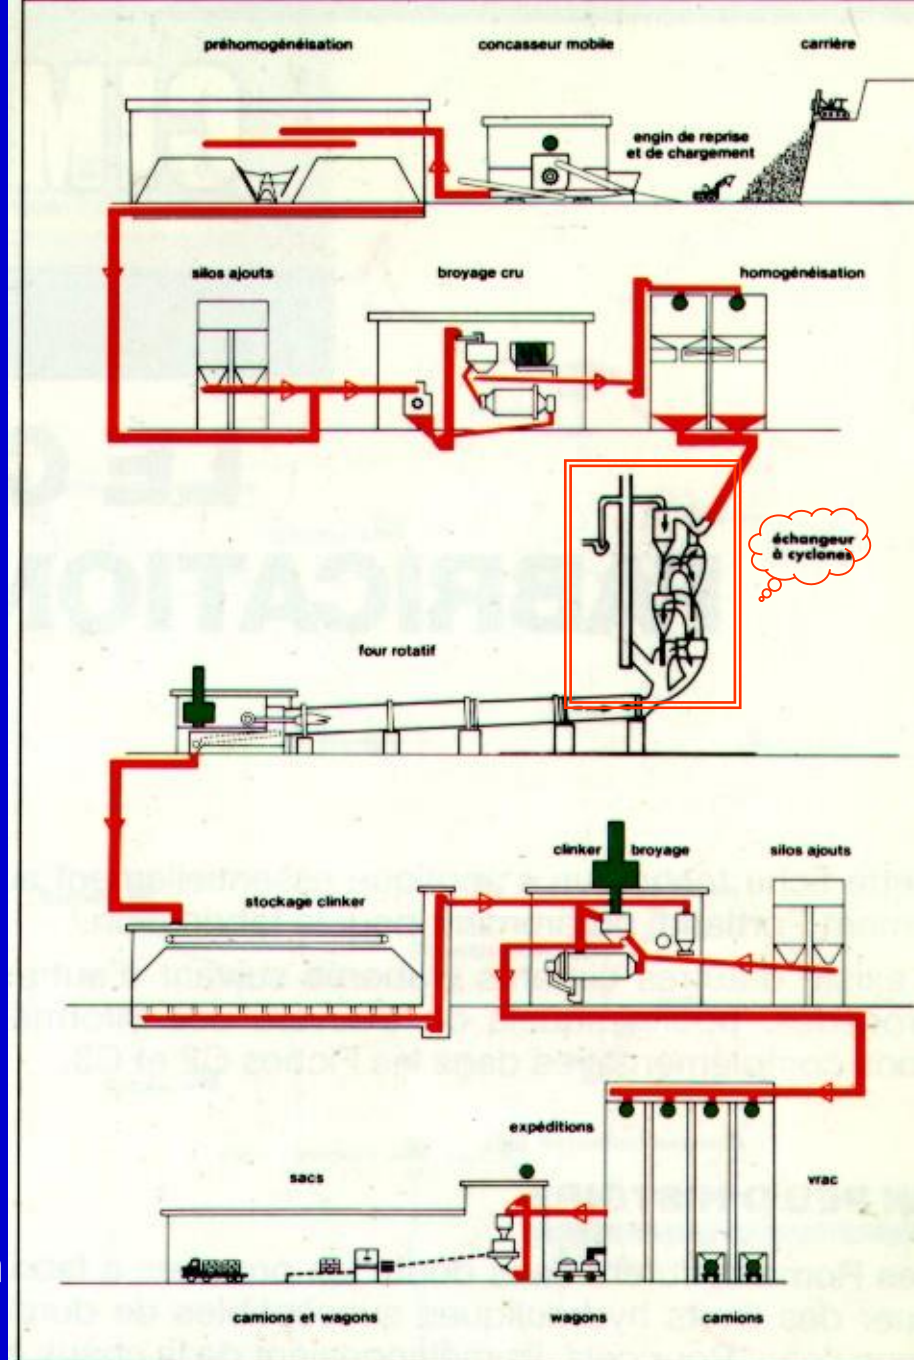 préhomogénéisation
concasseur mobile
carrière
engin de reprise
et de chargement
silos ajouts
broyage cru
homogénéisation
échangeur
à cyclones
four rotatif
clinker
broyage
silos ajouts
stockage clinker
expéditions
sacs
vrac
camions et wagons
wagons
camions